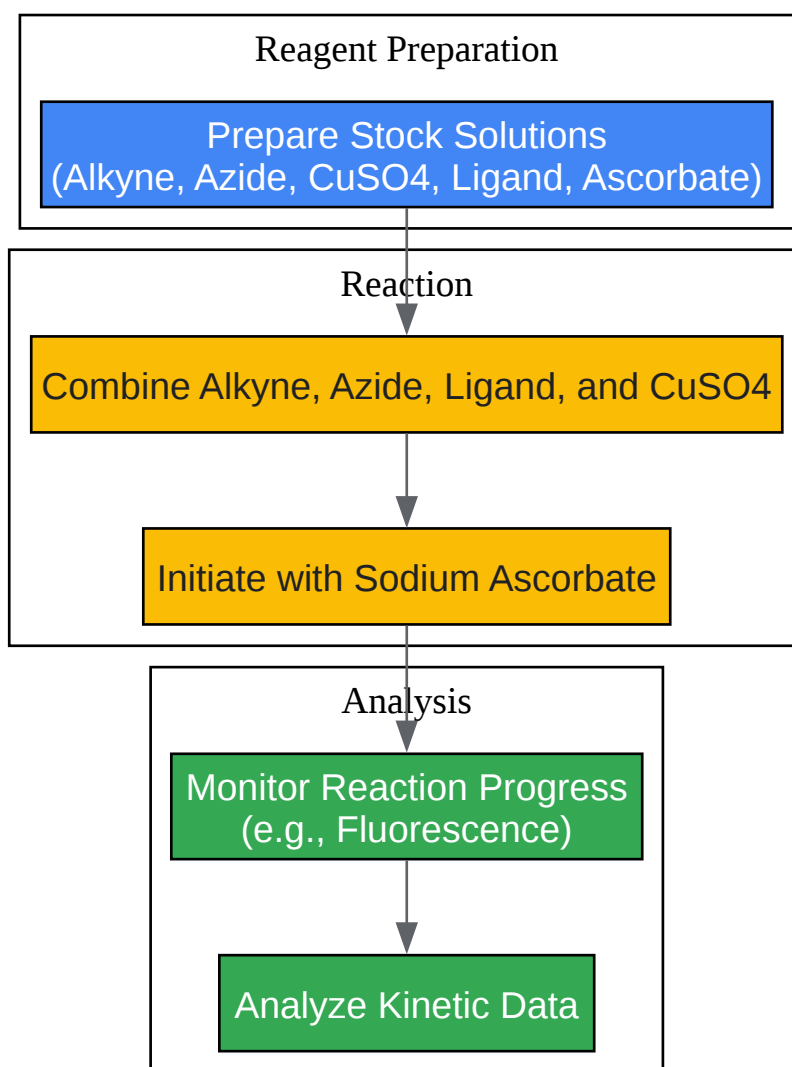 Reagent Preparation
Prepare Stock Solutions
(Alkyne, Azide, CuSO4, Ligand, Ascorbate)
Reaction
Combine Alkyne, Azide, Ligand, and CuSO4
Initiate with Sodium Ascorbate
Analysis
Monitor Reaction Progress
(e.g., Fluorescence)
Analyze Kinetic Data